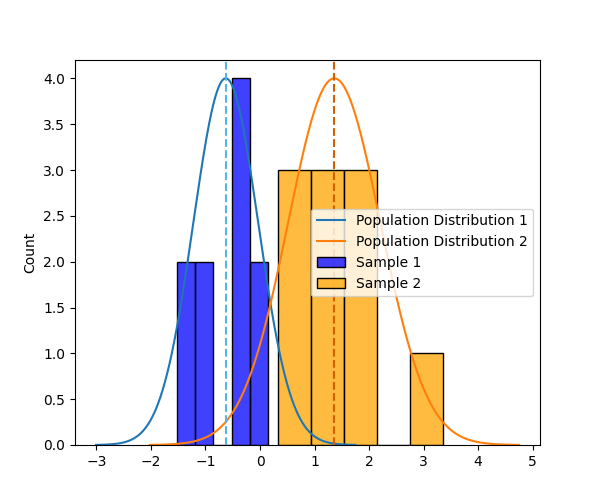 4.0
3.5
3.0
2.5
2.0
1.5
1.0
0.5
0.0
Count
Population Distribution 1
Population Distribution 2
Sample 1
Sample 2
−3 −2 −1 0 1 2 3 4 5